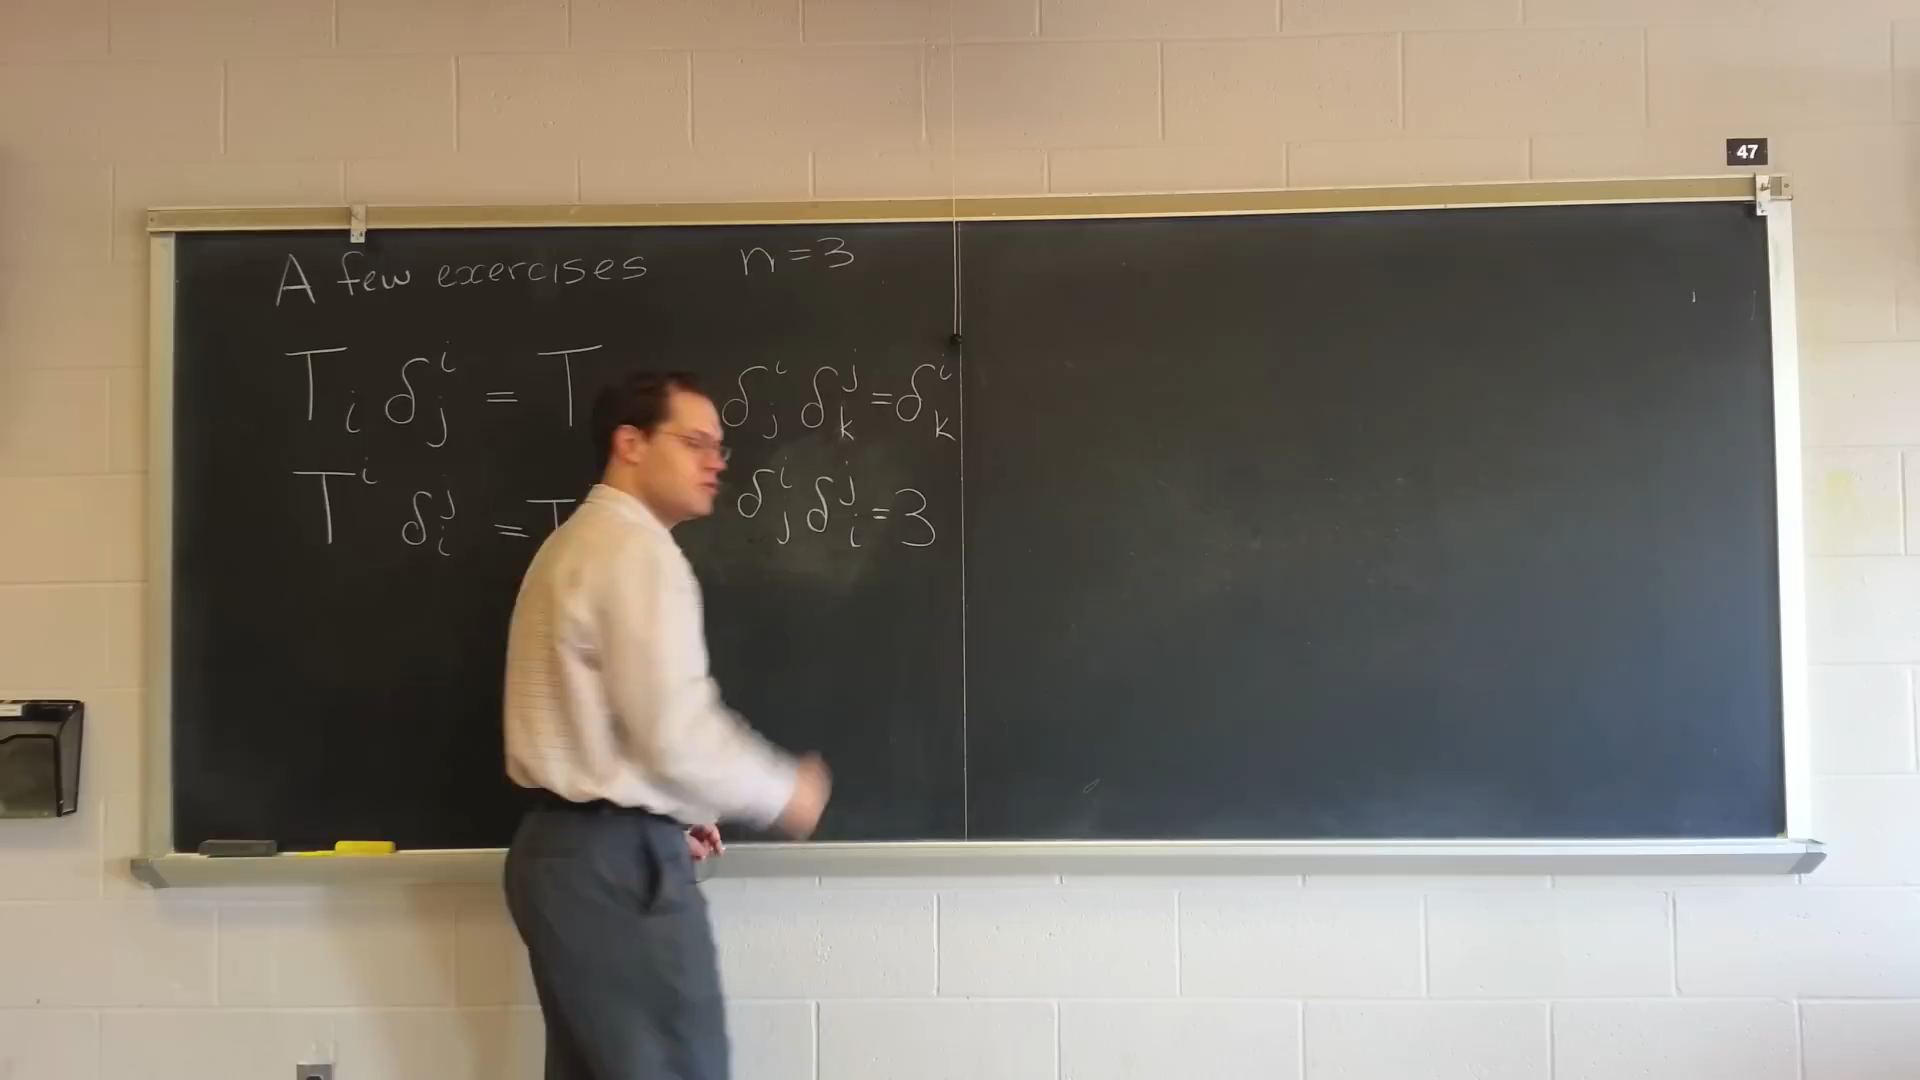 47
A few exercises n=3
T_i δ^i_j = T δ^i_j δ^j_k = δ^i_k
T^i δ^j_i = T δ^i_j δ^j_i = 3